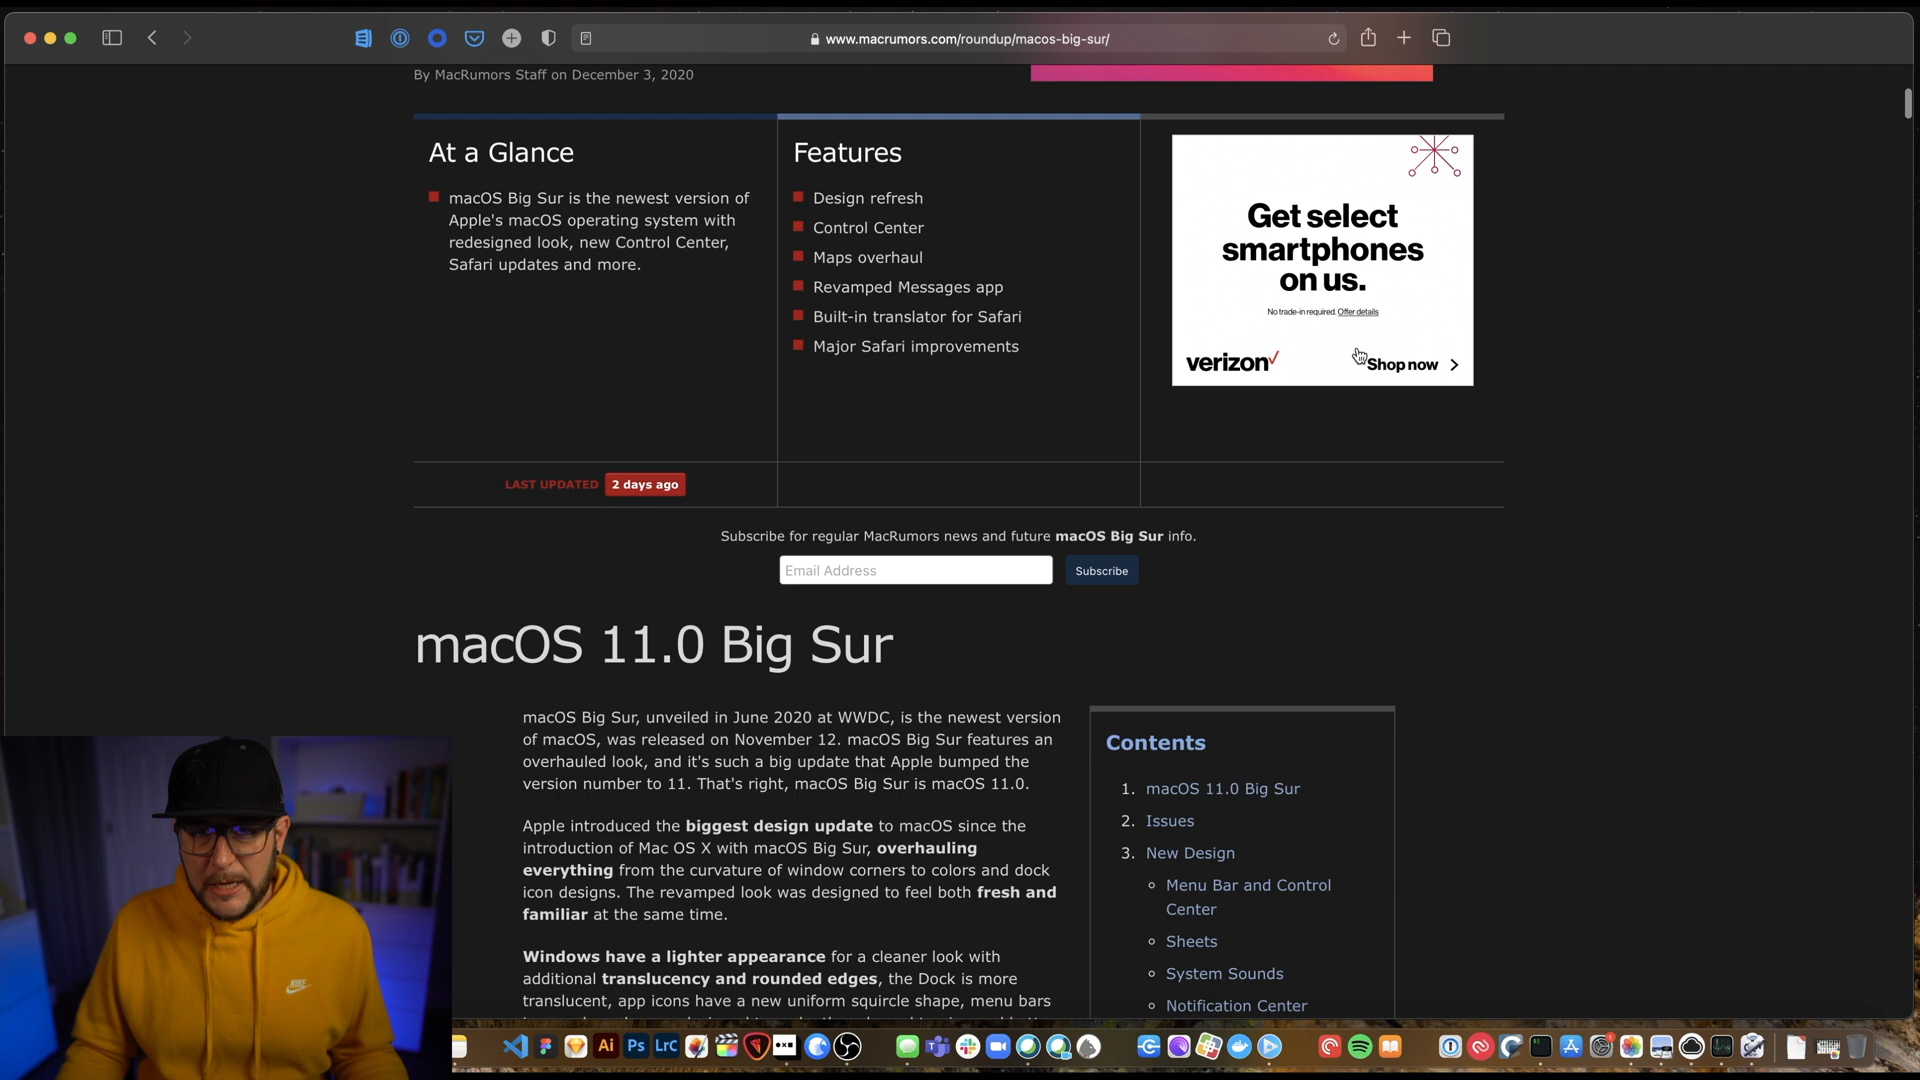 www.macrumors.com/roundup/macos-big-sur/
By MacRumors Staff on December 3, 2020
At a Glance
macOS Big Sur is the newest version of
Apple's macOS operating system with
redesigned look, new Control Center,
Safari updates and more.
Features
Design refresh
Control Center
Maps overhaul
Revamped Messages app
Built-in translator for Safari
Major Safari improvements
Get select
smartphones
on us.
No trade-in required. Offer details
verizon
Shop now
LAST UPDATED 2 days ago
Subscribe for regular MacRumors news and future macOS Big Sur info.
Email Address
Subscribe
macOS 11.0 Big Sur
macOS Big Sur, unveiled in June 2020 at WWDC, is the newest version
of macOS, was released on November 12. macOS Big Sur features an
overhauled look, and it's such a big update that Apple bumped the
version number to 11. That's right, macOS Big Sur is macOS 11.0.
Apple introduced the biggest design update to macOS since the
introduction of Mac OS X with macOS Big Sur, overhauling
everything from the curvature of window corners to colors and dock
icon designs. The revamped look was designed to feel both fresh and
familiar at the same time.
Windows have a lighter appearance for a cleaner look with
additional translucency and rounded edges, the Dock is more
translucent, app icons have a new uniform squircle shape, menu bars
Contents
1. macOS 11.0 Big Sur
2. Issues
3. New Design
Menu Bar and Control
Center
Sheets
System Sounds
Notification Center
NIKE
Ai
Ps
LrC